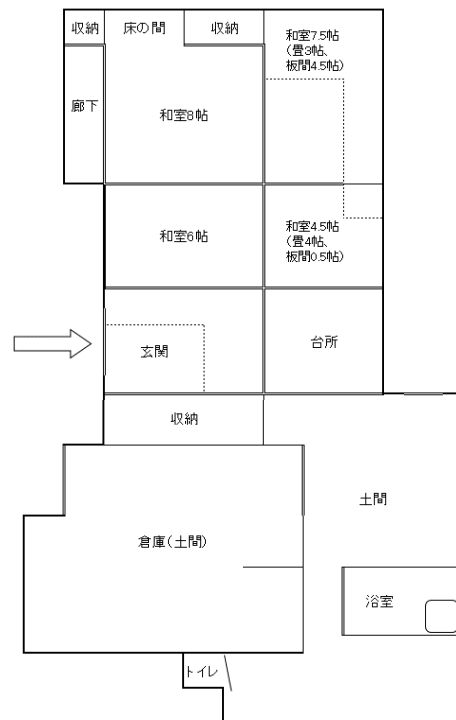 収納
床の間
収納
和室7.5帖
(畳3帖、
板間4.5帖)
廊下
和室8帖
和室6帖
和室4.5帖
(畳4帖、
板間0.5帖)
玄関
台所
収納
土間
倉庫(土間)
浴室
トイレ